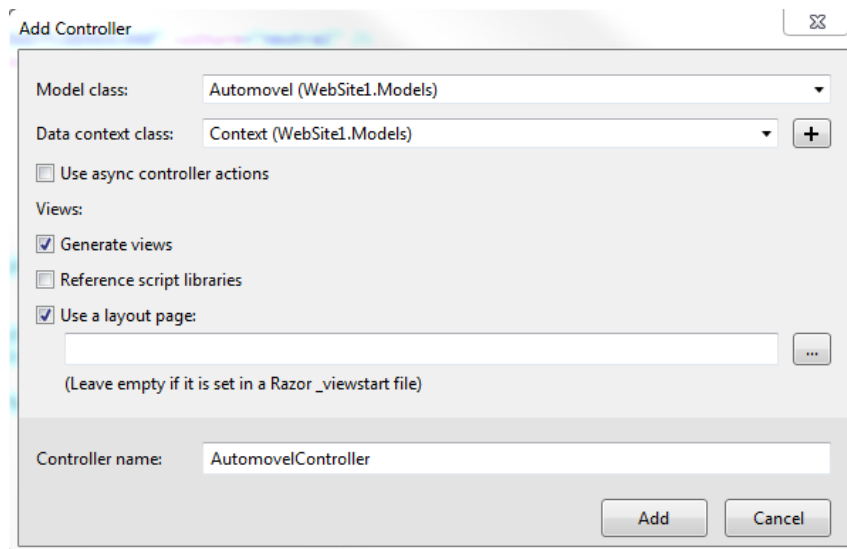 Add Controller
Model class: Automovel (WebSite1.Models)
Data context class: Context (WebSite1.Models) +
Use async controller actions
Views:
Generate views
Reference script libraries
Use a layout page:
...
(Leave empty if it is set in a Razor _viewstart file)
Controller name: AutomovelController
Add Cancel